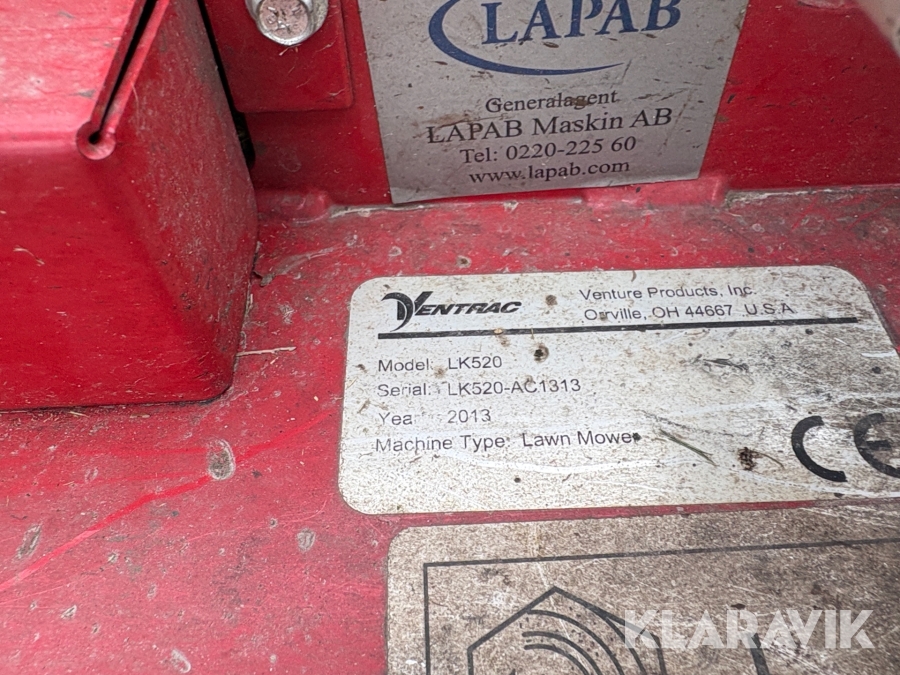 LAPAB
Generalagent
LAPAB Maskin AB
Tel: 0220-225 60
www.lapab.com
VENTRAC
Venture Products, Inc.
Orrville, OH 44667 U.S.A.
Model: LK520
Serial: LK520-AC1313
Year 2013
Machine Type: Lawn Mower
CE
KLARAVIK